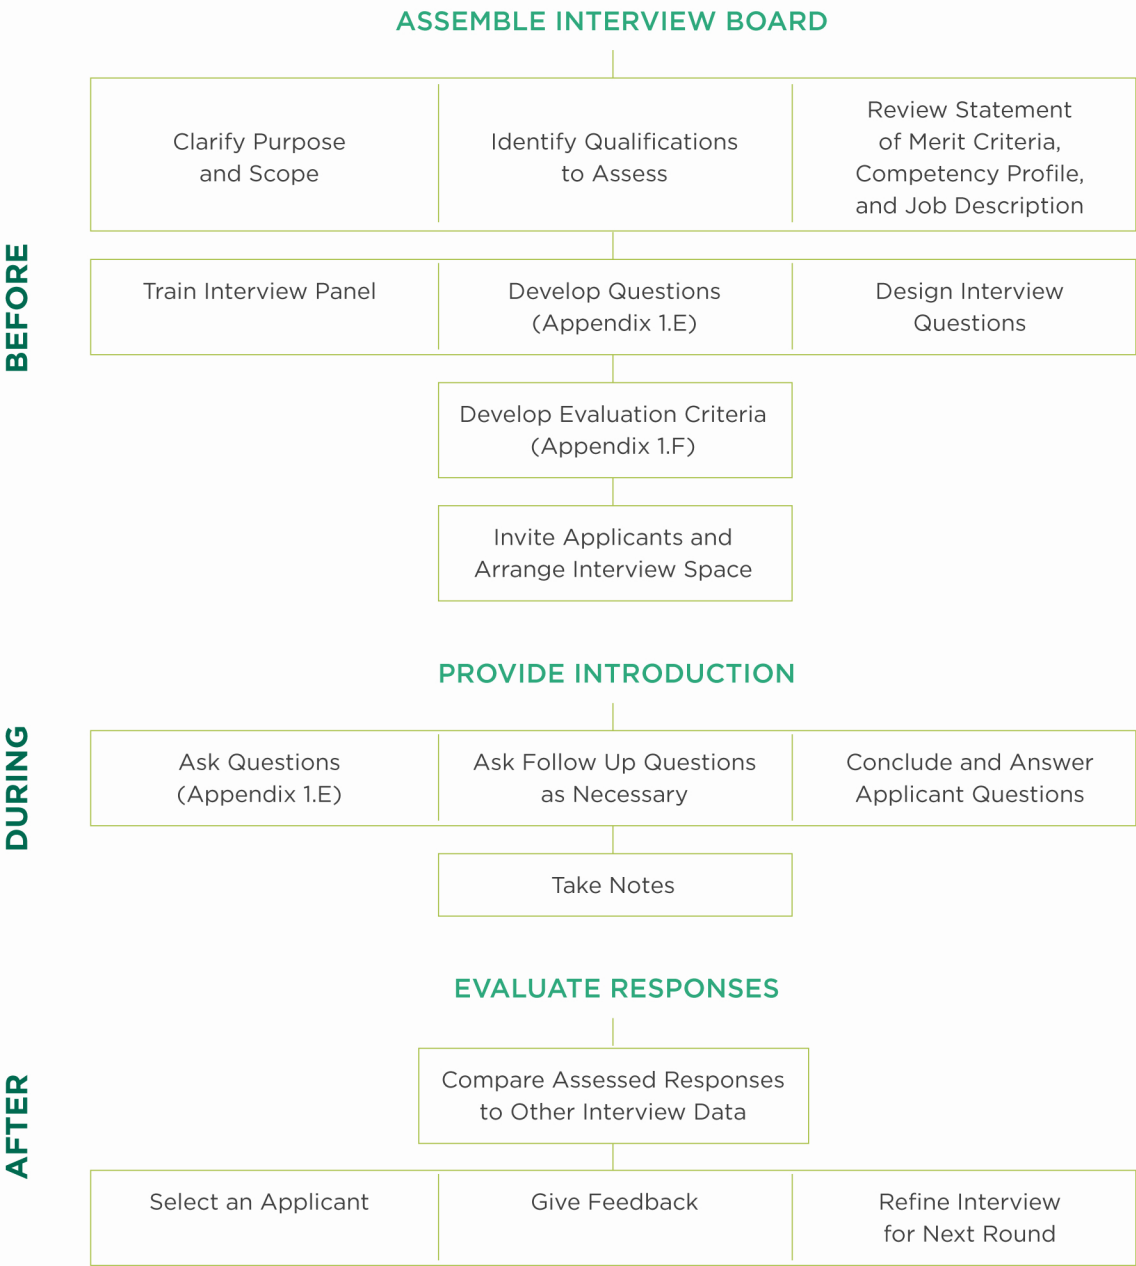 ASSEMBLE INTERVIEW BOARD
BEFORE
Clarify Purpose
and Scope
Identify Qualifications
to Assess
Review Statement
of Merit Criteria,
Competency Profile,
and Job Description
Train Interview Panel
Develop Questions
(Appendix 1.E)
Design Interview
Questions
Develop Evaluation Criteria
(Appendix 1.F)
Invite Applicants and
Arrange Interview Space
PROVIDE INTRODUCTION
DURING
Ask Questions
(Appendix 1.E)
Ask Follow Up Questions
as Necessary
Conclude and Answer
Applicant Questions
Take Notes
EVALUATE RESPONSES
AFTER
Compare Assessed Responses
to Other Interview Data
Select an Applicant
Give Feedback
Refine Interview
for Next Round